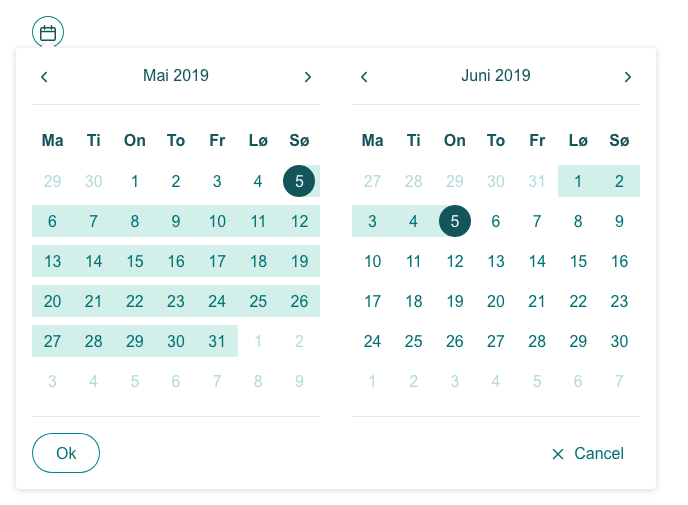 Mai 2019
Ma Ti On To Fr Lø Sø
29 30 1 2 3 4 5
6 7 8 9 10 11 12
13 14 15 16 17 18 19
20 21 22 23 24 25 26
27 28 29 30 31 1 2
3 4 5 6 7 8 9
Juni 2019
Ma Ti On To Fr Lø Sø
27 28 29 30 31 1 2
3 4 5 6 7 8 9
10 11 12 13 14 15 16
17 18 19 20 21 22 23
24 25 26 27 28 29 30
1 2 3 4 5 6 7
Ok
Cancel